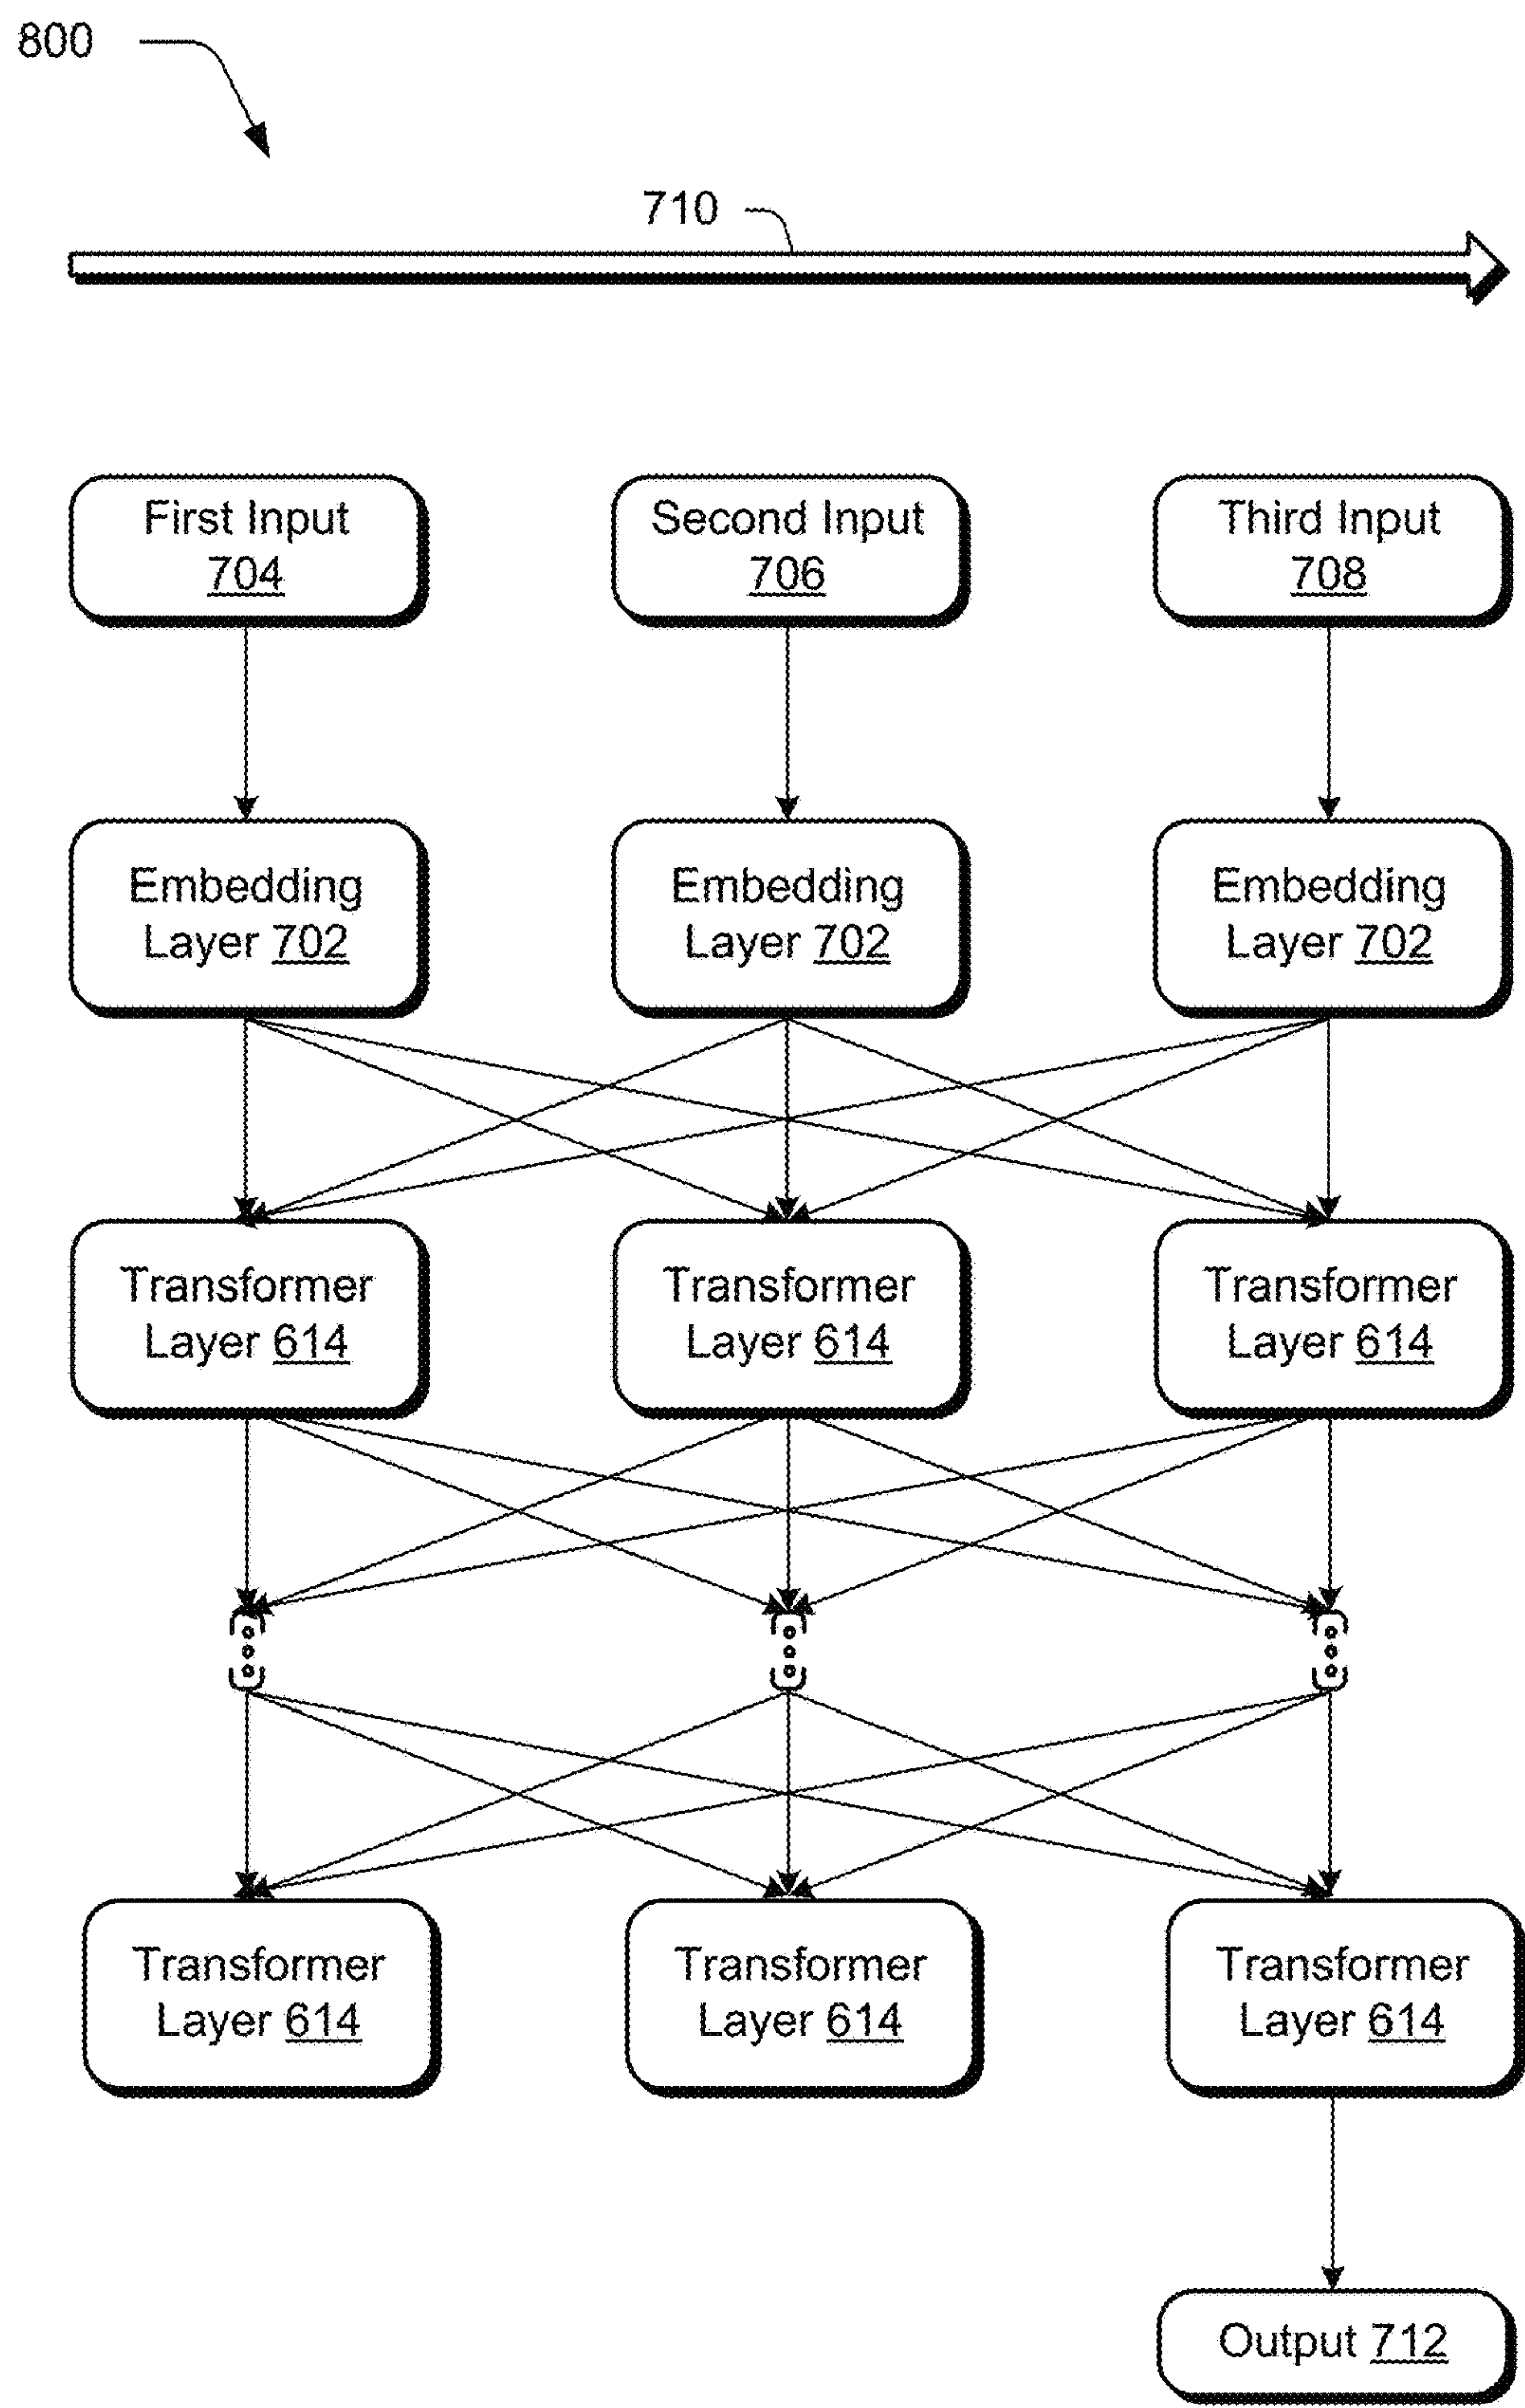 800
710
First Input
704
Second Input
706
Third Input
708
Embedding
Layer 702
Embedding
Layer 702
Embedding
Layer 702
Transformer
Layer 614
Transformer
Layer 614
Transformer
Layer 614
Transformer
Layer 614
Transformer
Layer 614
Transformer
Layer 614
Output 712